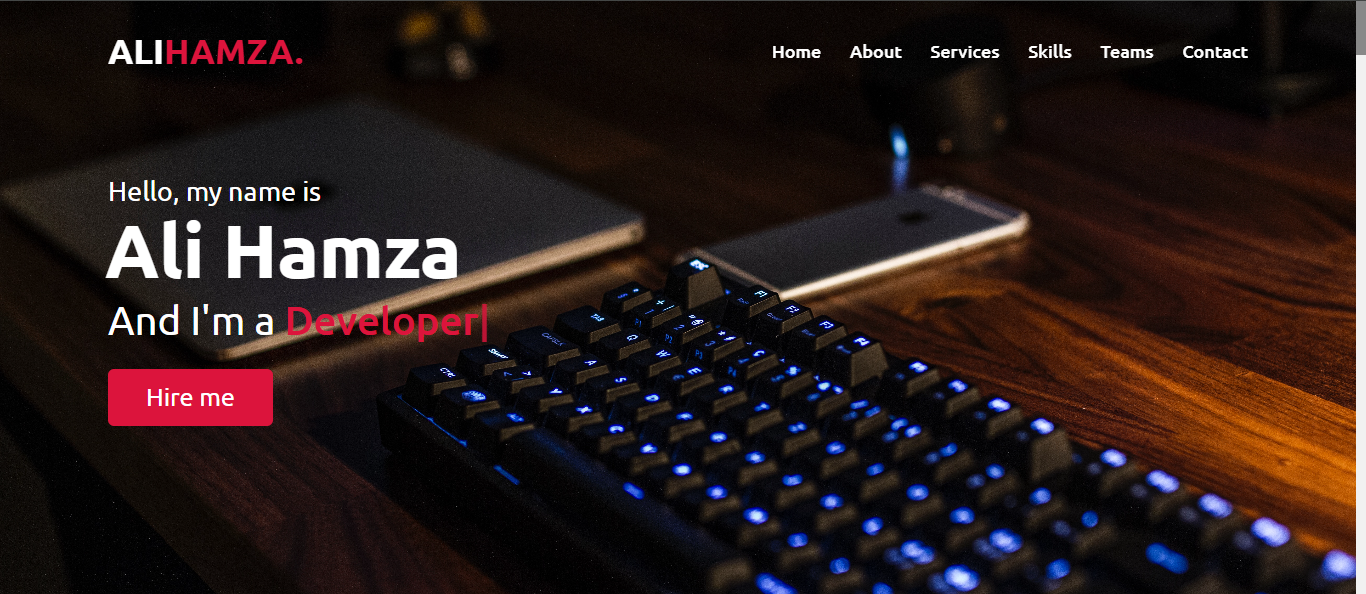 ALIHAMZA.
Home About Services Skills Teams Contact
Hello, my name is
Ali Hamza
And I'm a Developer|
Hire me